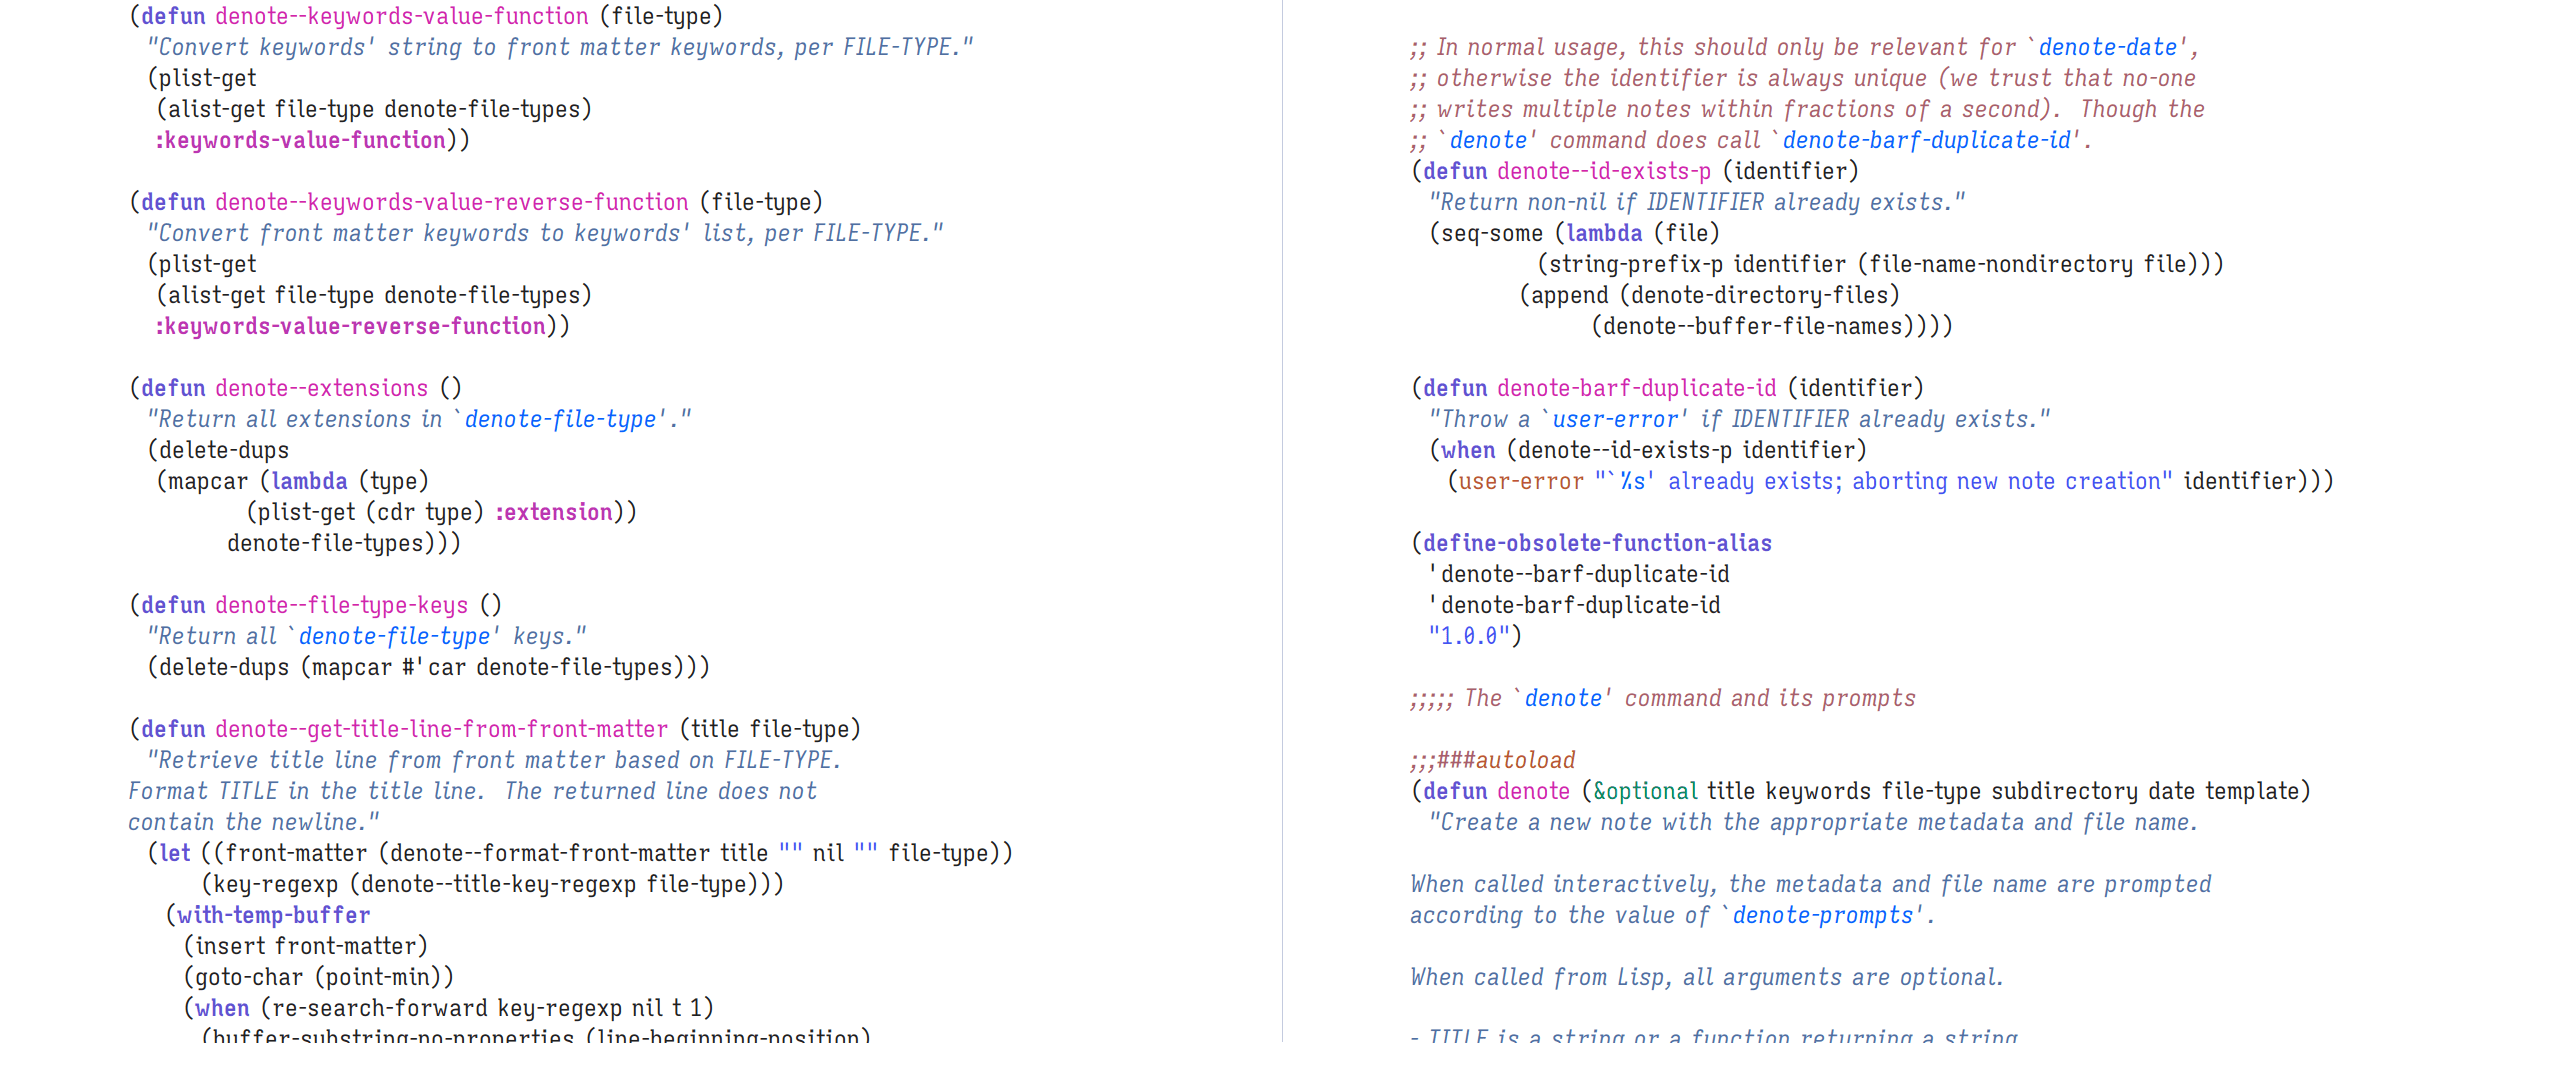 (defun denote--keywords-value-function (file-type)
  "Convert keywords' string to front matter keywords, per FILE-TYPE."
  (plist-get
   (alist-get file-type denote-file-types)
   :keywords-value-function))

(defun denote--keywords-value-reverse-function (file-type)
  "Convert front matter keywords to keywords' list, per FILE-TYPE."
  (plist-get
   (alist-get file-type denote-file-types)
   :keywords-value-reverse-function))

(defun denote--extensions ()
  "Return all extensions in `denote-file-type'."
  (delete-dups
   (mapcar (lambda (type)
             (plist-get (cdr type) :extension))
           denote-file-types)))

(defun denote--file-type-keys ()
  "Return all `denote-file-type' keys."
  (delete-dups (mapcar #'car denote-file-types)))

(defun denote--get-title-line-from-front-matter (title file-type)
  "Retrieve title line from front matter based on FILE-TYPE.
Format TITLE in the title line.  The returned line does not
contain the newline."
  (let ((front-matter (denote--format-front-matter title "" nil "" file-type))
        (key-regexp (denote--title-key-regexp file-type)))
    (with-temp-buffer
      (insert front-matter)
      (goto-char (point-min))
      (when (re-search-forward key-regexp nil t 1)
        (buffer-substring-no-properties (line-beginning-position)

;; In normal usage, this should only be relevant for `denote-date',
;; otherwise the identifier is always unique (we trust that no-one
;; writes multiple notes within fractions of a second).  Though the
;; `denote' command does call `denote-barf-duplicate-id'.
(defun denote--id-exists-p (identifier)
  "Return non-nil if IDENTIFIER already exists."
  (seq-some (lambda (file)
              (string-prefix-p identifier (file-name-nondirectory file)))
            (append (denote-directory-files)
                    (denote--buffer-file-names))))

(defun denote-barf-duplicate-id (identifier)
  "Throw a `user-error' if IDENTIFIER already exists."
  (when (denote--id-exists-p identifier)
    (user-error "`%s' already exists; aborting new note creation" identifier)))

(define-obsolete-function-alias
  'denote--barf-duplicate-id
  'denote-barf-duplicate-id
  "1.0.0")

;;;;; The `denote' command and its prompts

;;;###autoload
(defun denote (&optional title keywords file-type subdirectory date template)
  "Create a new note with the appropriate metadata and file name.

When called interactively, the metadata and file name are prompted
according to the value of `denote-prompts'.

When called from Lisp, all arguments are optional.

- TITLE is a string or a function returning a string